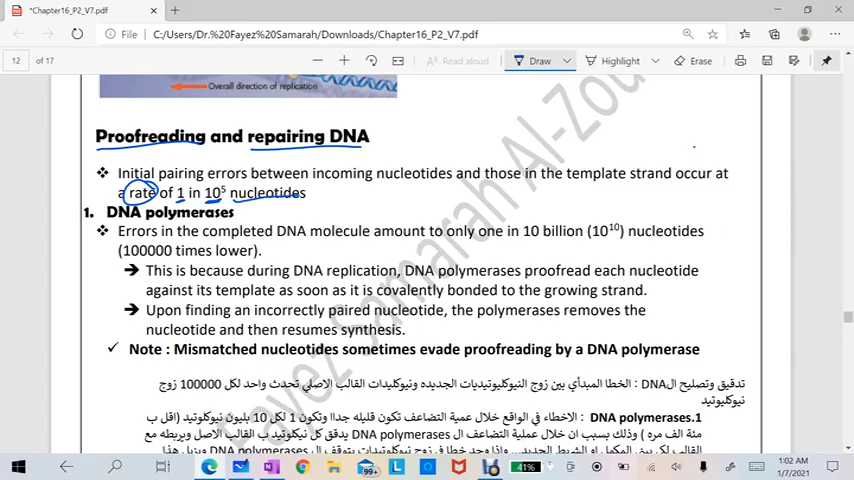 *Chapter16_P2_V7.pdf
File
C:/Users/Dr.%20Fayez%20Samarah/Downloads/Chapter16_P2_V7.pdf
12 of 17
Read aloud
Draw
Highlight
Erase
Overall direction of replication
Proofreading and repairing DNA
❖ Initial pairing errors between incoming nucleotides and those in the template strand occur at
a rate of 1 in 10⁵ nucleotides
1. DNA polymerases
❖ Errors in the completed DNA molecule amount to only one in 10 billion (10¹⁰) nucleotides
(100000 times lower).
➔ This is because during DNA replication, DNA polymerases proofread each nucleotide
against its template as soon as it is covalently bonded to the growing strand.
➔ Upon finding an incorrectly paired nucleotide, the polymerases removes the
nucleotide and then resumes synthesis.
✓ Note : Mismatched nucleotides sometimes evade proofreading by a DNA polymerase
تدقيق وتصليح الDNA : الخطا المبدأي بين زوج النيوكليوتيديات الجديده ونيوكليدات القالب الاصلي تحدث واحد لكل 100000 زوج
نيوكليوتيد
1.DNA polymerases : الاخطاء في الواقع خلال عمية التضاعف تكون قليله جداا وتكون 1 لكل 10 بليون نيوكلوتيد (اقل ب
مئة الف مره ) وذلك بسبب ان خلال عملية التضاعف ال DNA polymerases يدقق كل نيكلوتيد ب القالب الاصل ويربطه مع
Fayez Samarah Al-Zou
99+
41%
1:02 AM
1/7/2021